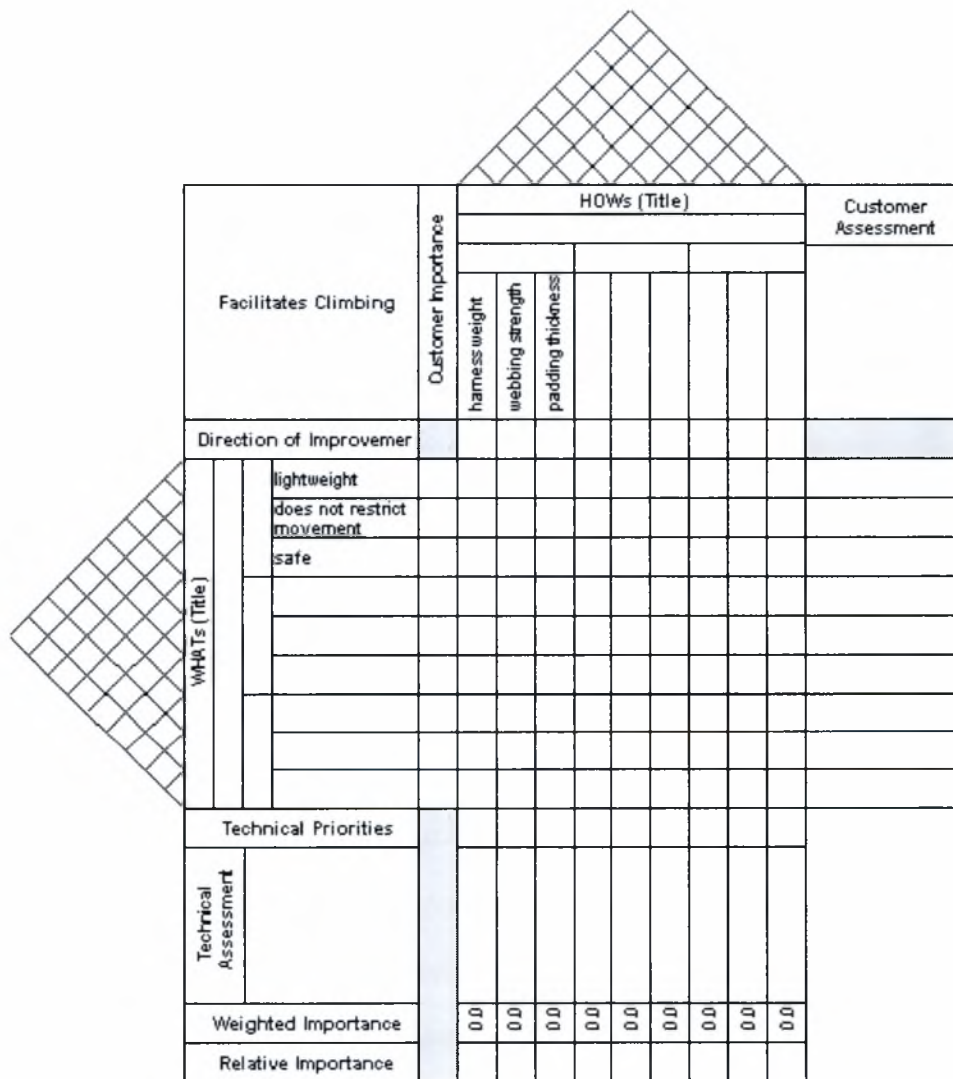 HOWs (Title)
Customer
Assessment
Facilitates Climbing
Customer Importance
harness weight
webbing strength
padding thickness
Direction of Improvemer
WHATs (Title)
lightweight
does not restrict
movement
safe
Technical Priorities
Technical
Assessment
Weighted Importance
0.0 0.0 0.0 0.0 0.0 0.0 0.0 0.0 0.0
Relative Importance